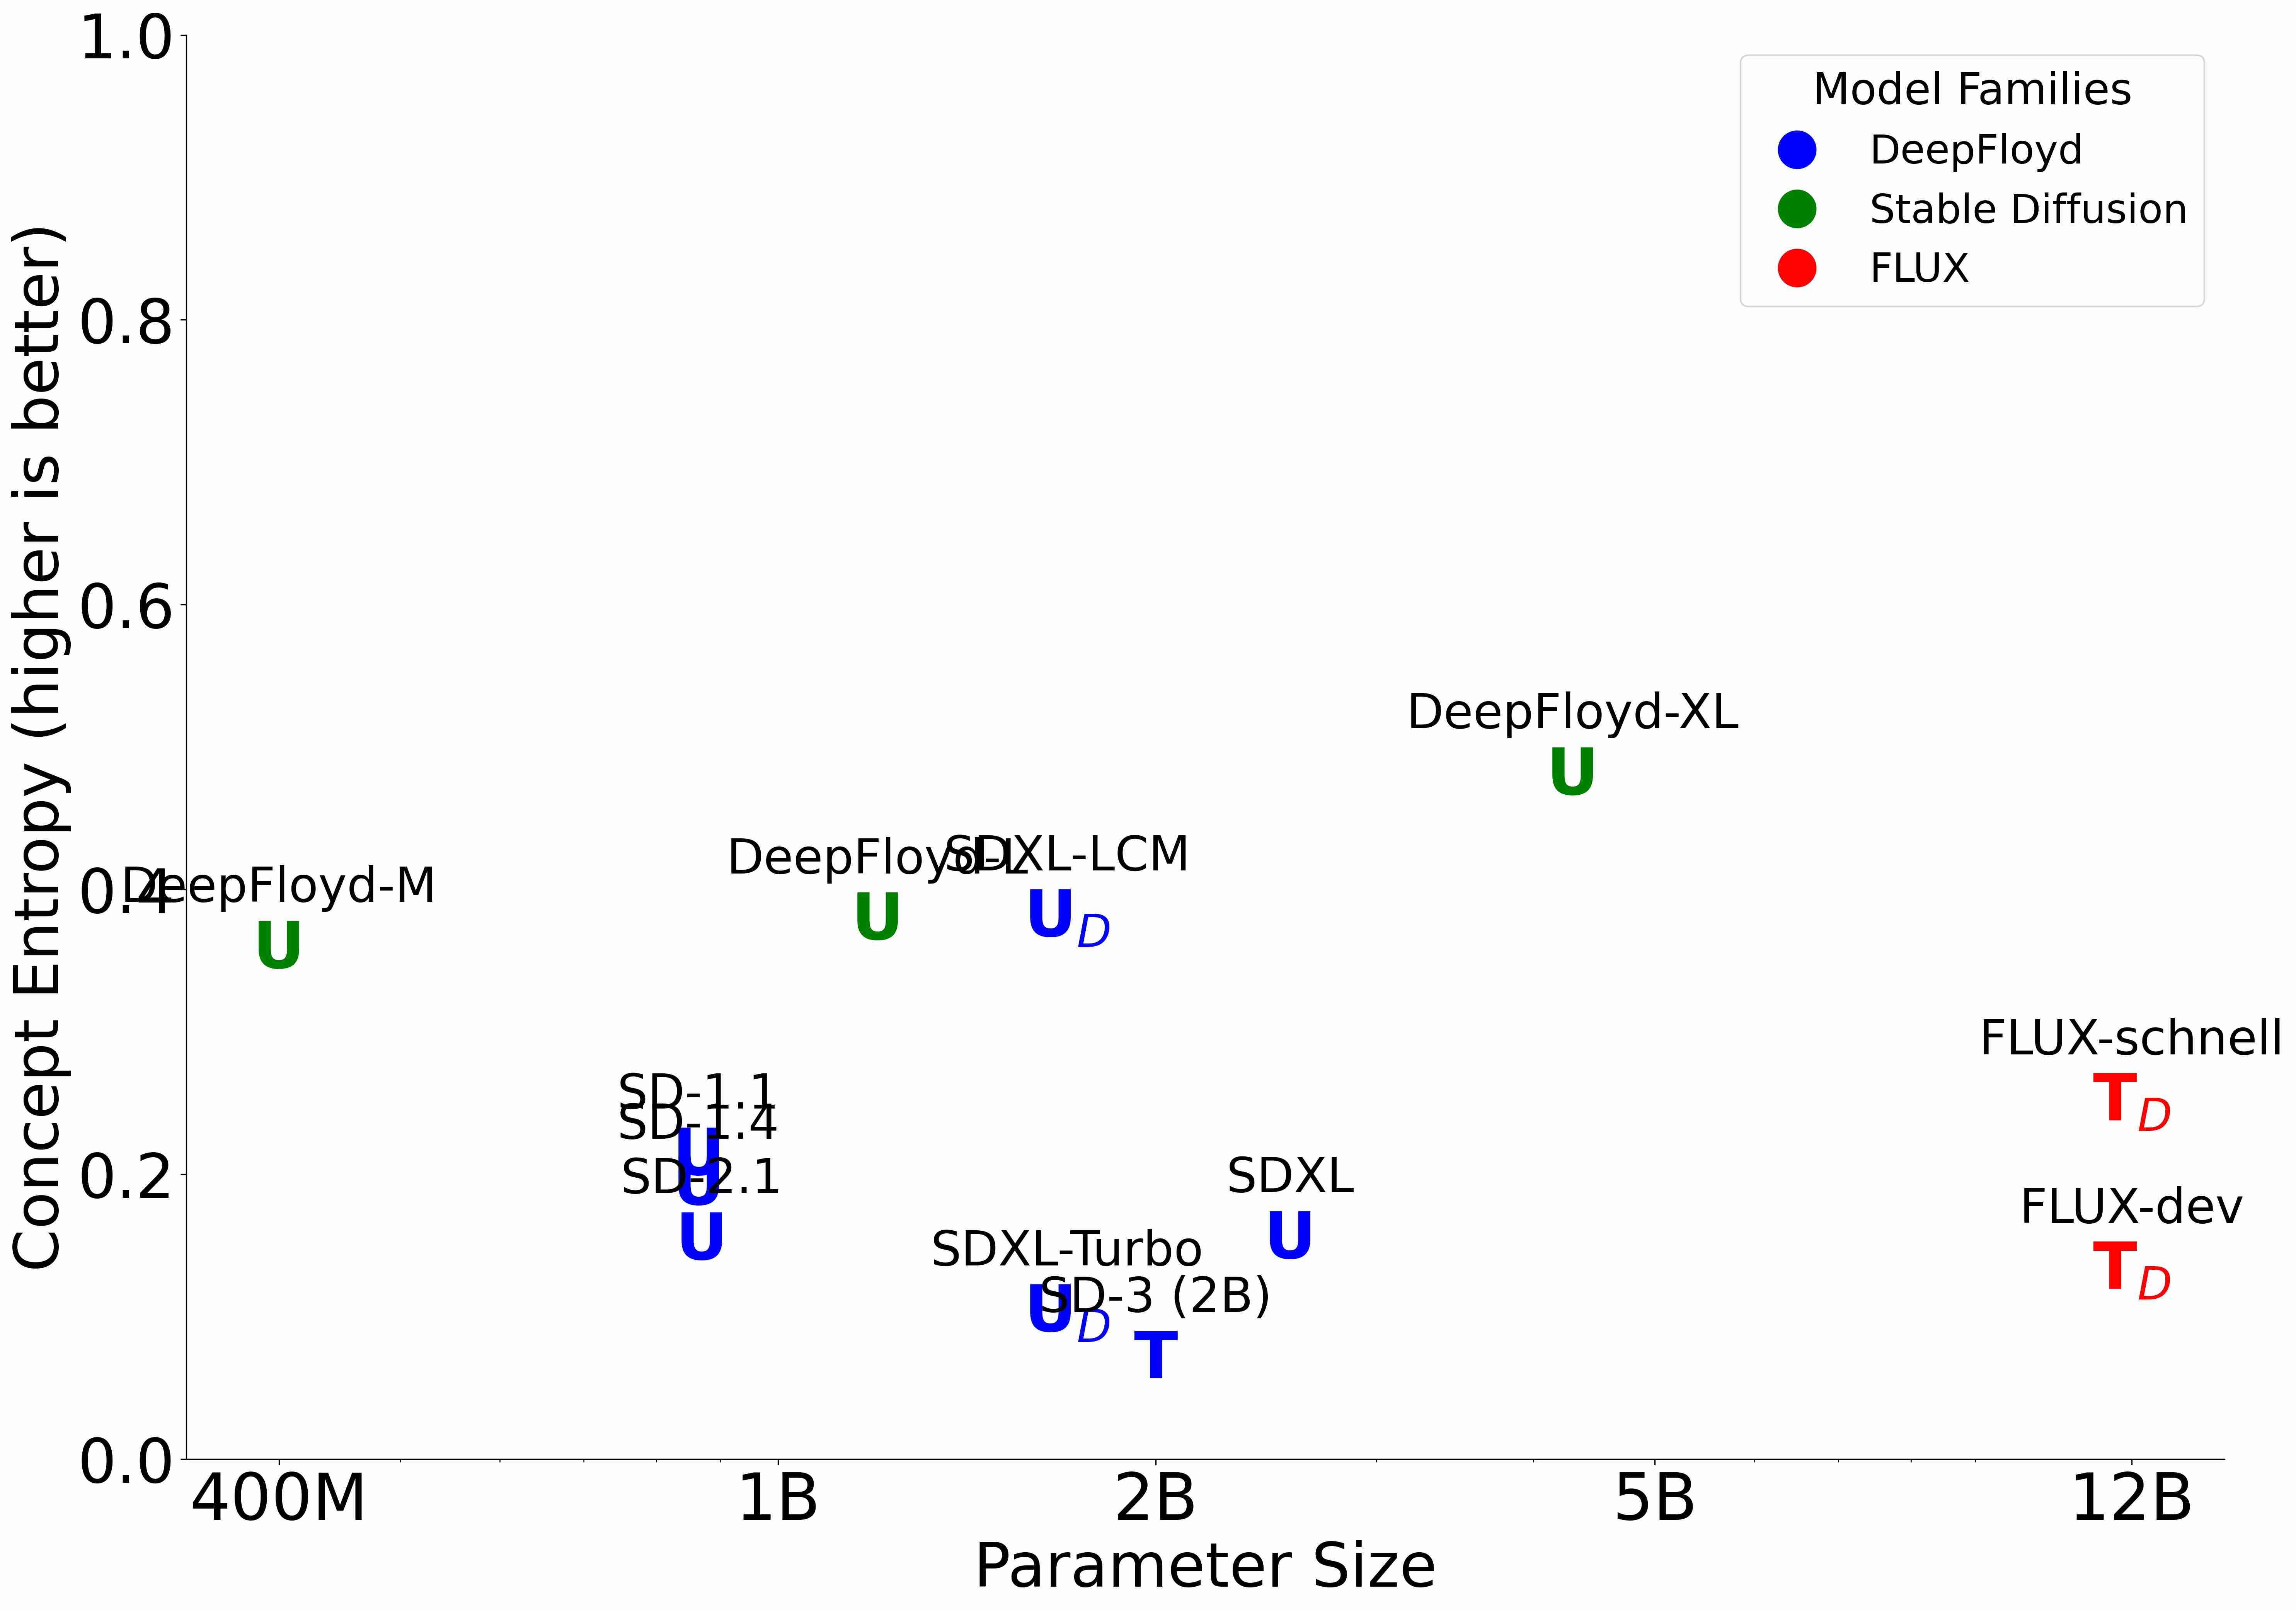 1.0
0.8
0.6
0.4
0.2
0.0
Concept Entropy (higher is better)
Model Families
DeepFloyd
Stable Diffusion
FLUX
DeepFloyd-XL
U
DeepFloyd-M
U
DeepFloyd-L
U
SDXL-LCM
U D
FLUX-schnell
T D
SD-1.1
U
SD-1.4
U
SD-2.1
U
SDXL
U
FLUX-dev
T D
SDXL-Turbo
U D
SD-3 (2B)
T
400M
1B
2B
5B
12B
Parameter Size